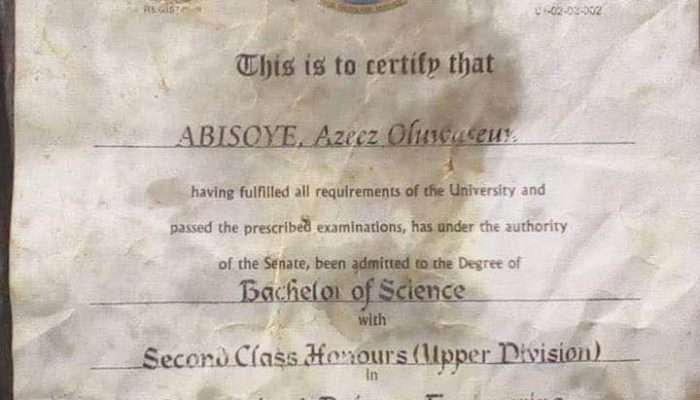 This is to certify that
ABISOYE, Azeez
having fulfilled all requirements of the University and
passed the prescribed examinations, has under the authority
of the Senate, been admitted to the Degree of
Bachelor of Science
with
Second Class Honours (Upper Division)
In